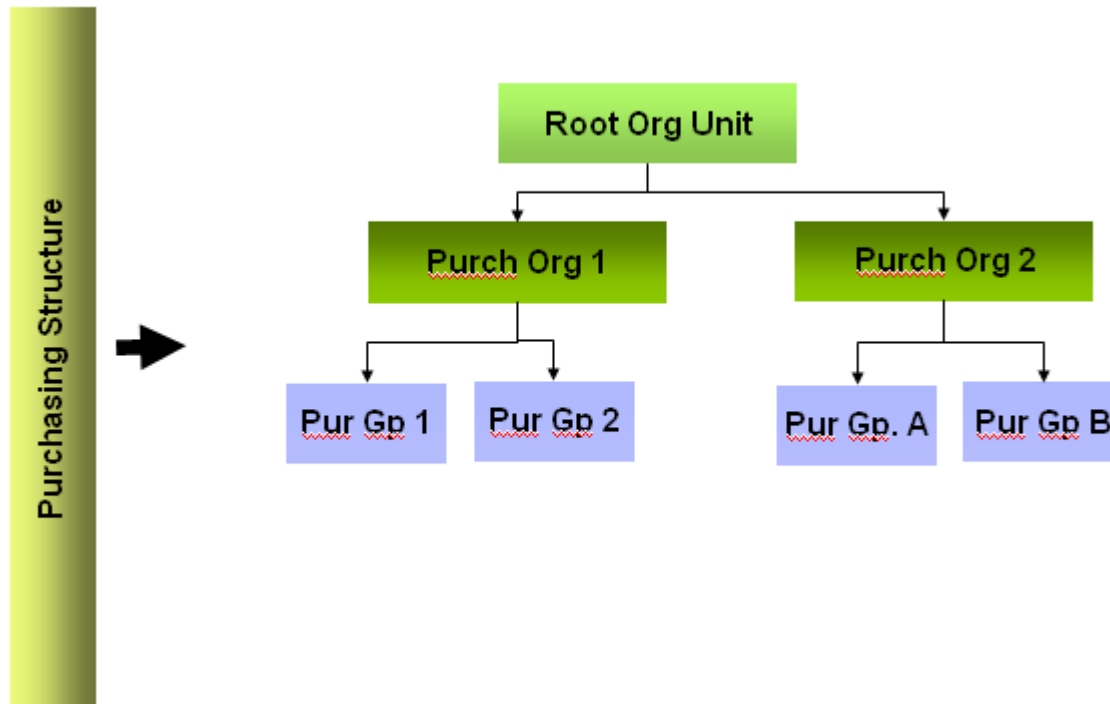 Purchasing Structure
Root Org Unit
Purch Org 1
Purch Org 2
Pur Gp 1
Pur Gp 2
Pur Gp. A
Pur Gp B